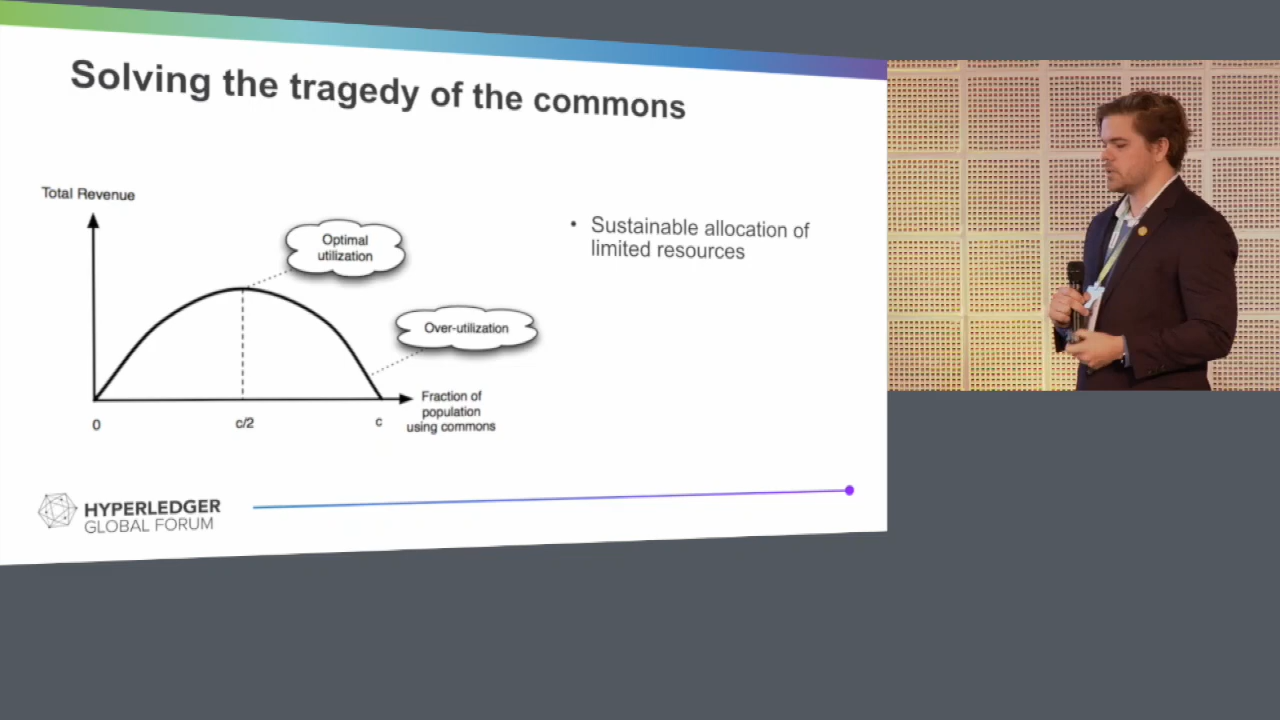 Solving the tragedy of the commons
Total Revenue
Optimal
utilization
Over-utilization
Fraction of
population
using commons
0
c/2
c
• Sustainable allocation of
limited resources
HYPERLEDGER
GLOBAL FORUM